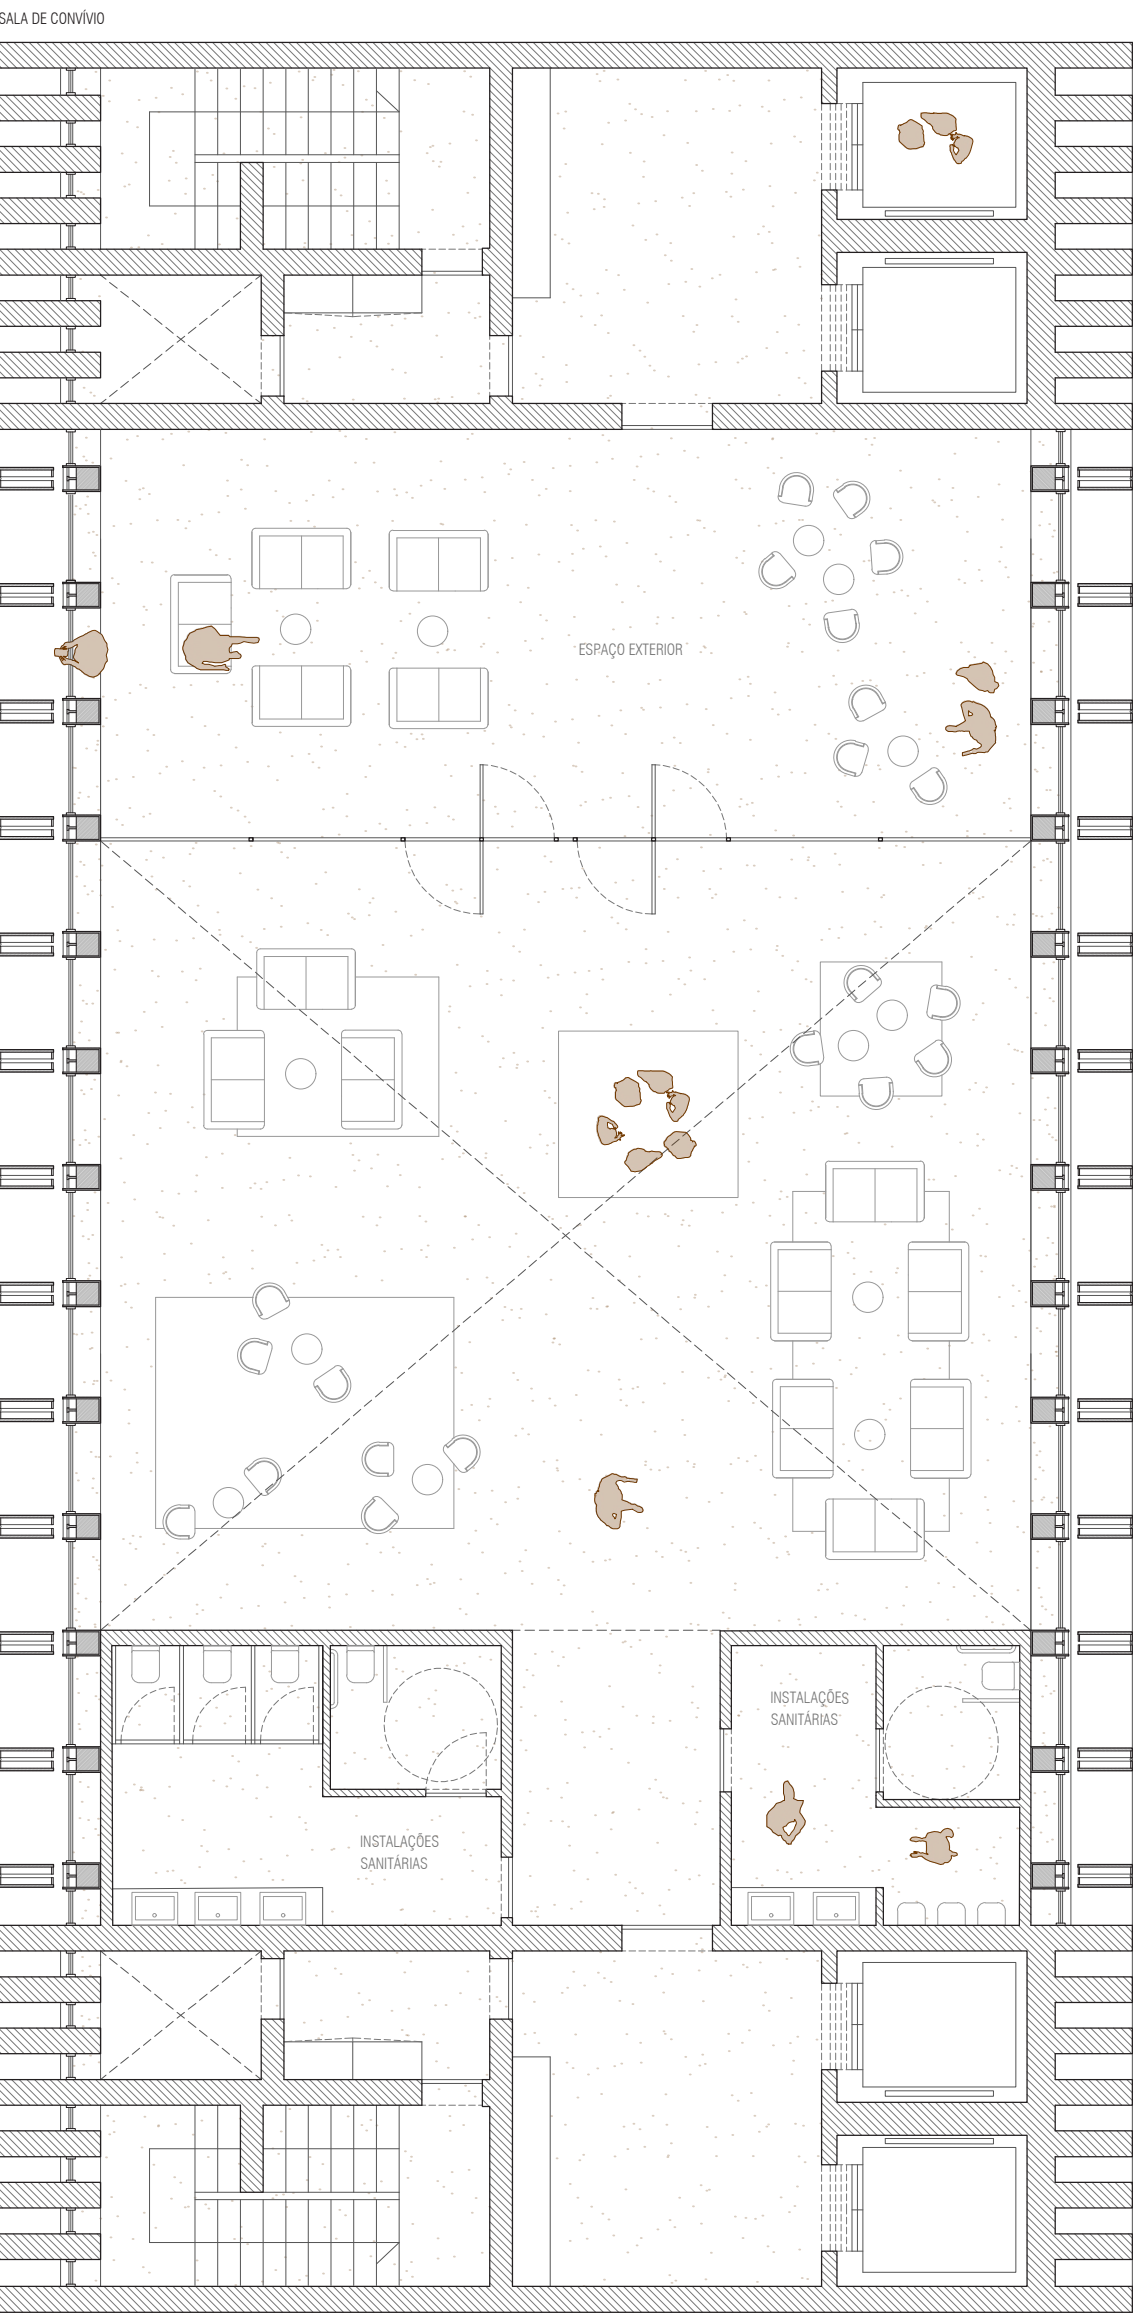 SALA DE CONVÍVIO
ESPAÇO EXTERIOR
INSTALAÇÕES
SANITÁRIAS
INSTALAÇÕES
SANITÁRIAS